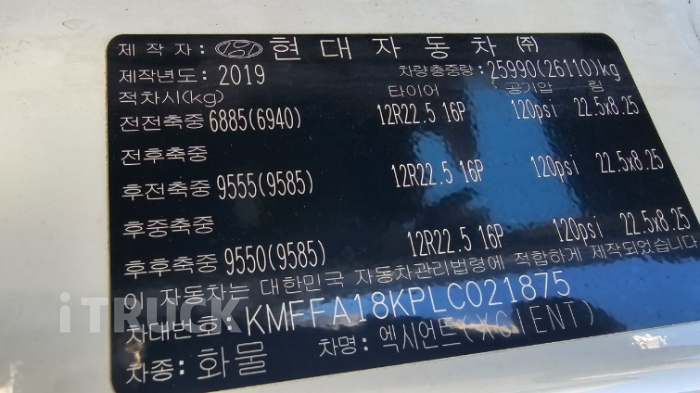 제작자: 현대자동차 ㈜
제작년도: 2019 차량총중량: 25990(26110)kg
적차시(kg) 타이어 공기압 림
전전축중 6885(6940) 12R22.5 16P 120psi 22.5x8.25
전후축중
후전축중 9555(9585) 12R22.5 16P 120psi 22.5x8.25
후중축중
후후축중 9550(9585) 12R22.5 16P 120psi 22.5x8.25
이 자동차는 대한민국 자동차관리법령에 적합하게 제작되었습니다
차대번호: KMFFA18KPLC021875
차종: 화물 차명: 엑시언트(XCIENT)
iTRUCK